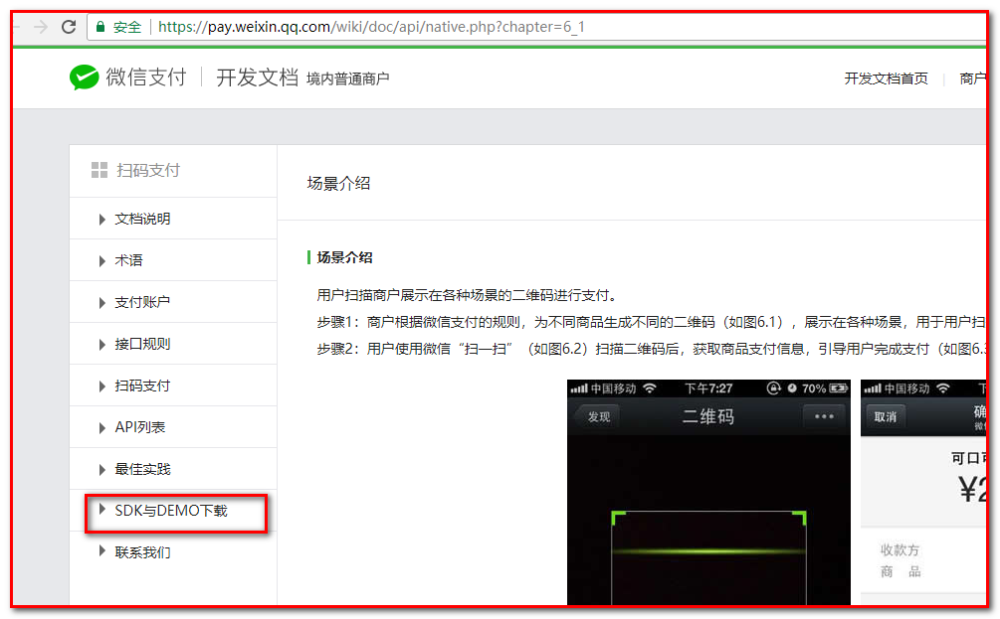 安全 https://pay.weixin.qq.com/wiki/doc/api/native.php?chapter=6_1
微信支付 开发文档 境内普通商户
开发文档首页 商户
扫码支付
文档说明
术语
支付账户
接口规则
扫码支付
API列表
最佳实践
SDK与DEMO下载
联系我们
场景介绍
场景介绍
用户扫描商户展示在各种场景的二维码进行支付。
步骤1：商户根据微信支付的规则，为不同商品生成不同的二维码（如图6.1），展示在各种场景，用于用户扫
步骤2：用户使用微信“扫一扫”（如图6.2）扫描二维码后，获取商品支付信息，引导用户完成支付（如图6.3
中国移动 下午7:27 70%
发现 二维码
中国移动 下
取消 确
微信
可口可
¥2
收款方
商 品